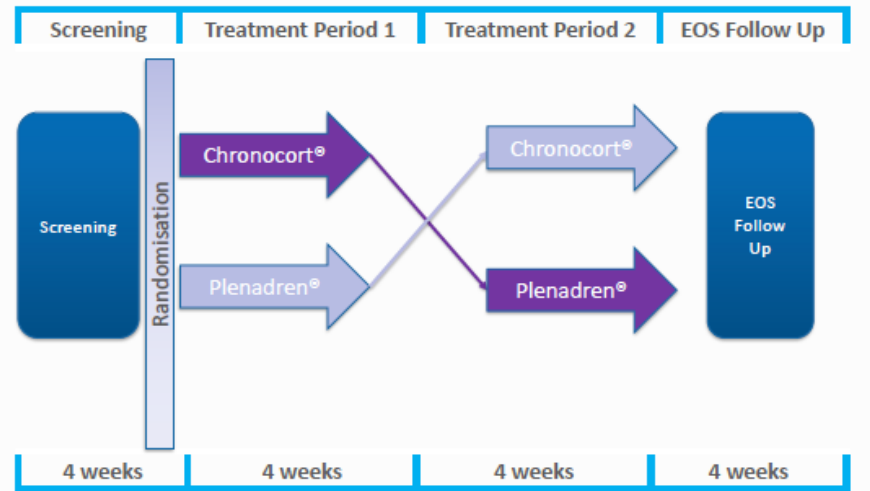 Screening
Treatment Period 1
Treatment Period 2
EOS Follow Up
Screening
Randomisation
Chronocort®
Plenadren®
Chronocort®
Plenadren®
EOS
Follow
Up
4 weeks
4 weeks
4 weeks
4 weeks